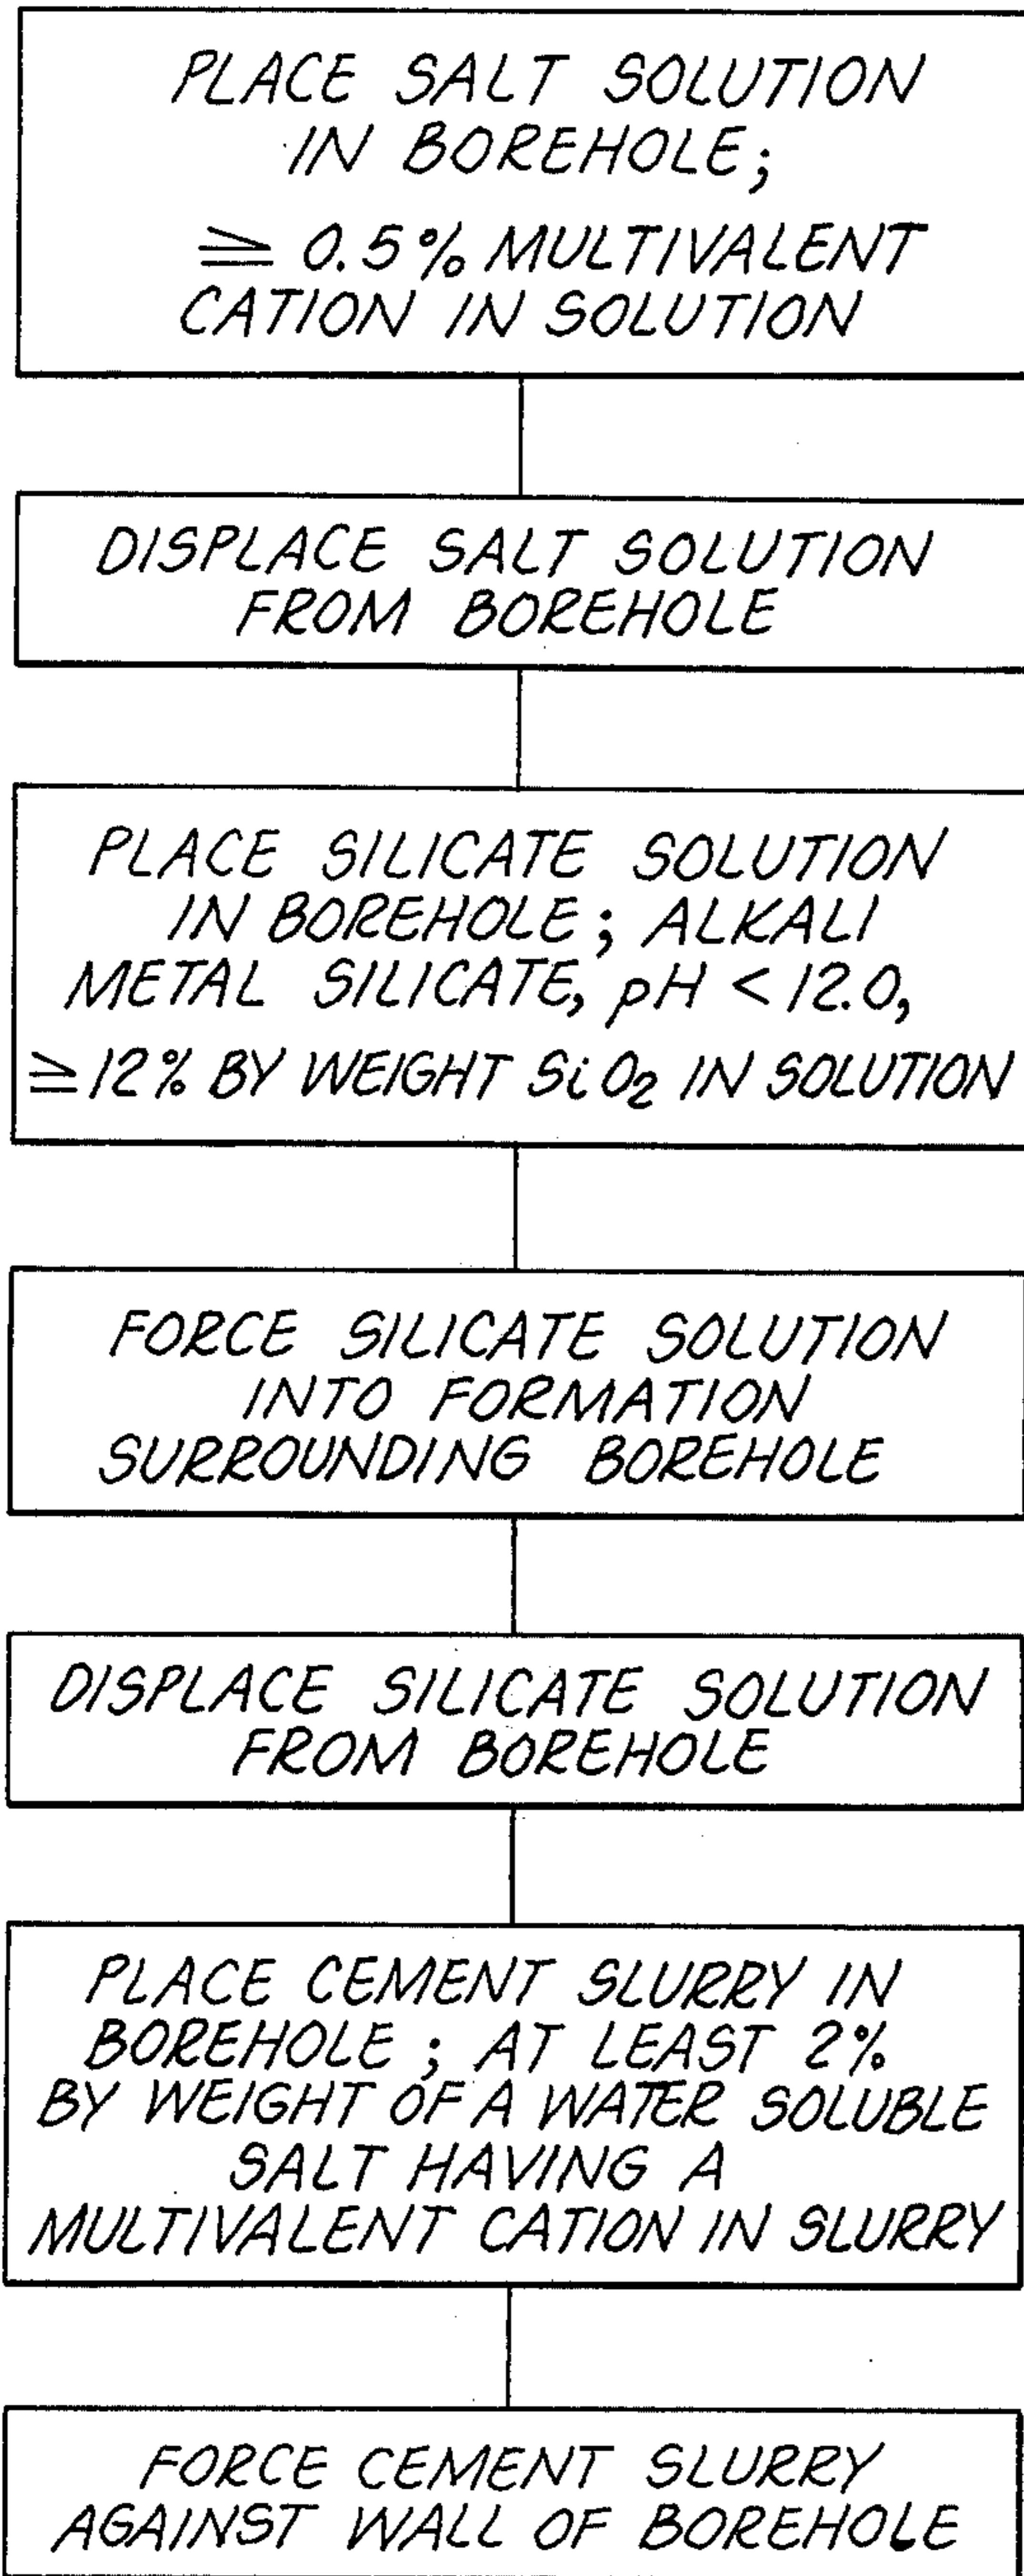 PLACE SALT SOLUTION
IN BOREHOLE;
≧ 0.5% MULTIVALENT
CATION IN SOLUTION
DISPLACE SALT SOLUTION
FROM BOREHOLE
PLACE SILICATE SOLUTION
IN BOREHOLE; ALKALI
METAL SILICATE, pH < 12.0,
≧ 12% BY WEIGHT SiO2 IN SOLUTION
FORCE SILICATE SOLUTION
INTO FORMATION
SURROUNDING BOREHOLE
DISPLACE SILICATE SOLUTION
FROM BOREHOLE
PLACE CEMENT SLURRY IN
BOREHOLE; AT LEAST 2%
BY WEIGHT OF A WATER SOLUBLE
SALT HAVING A
MULTIVALENT CATION IN SLURRY
FORCE CEMENT SLURRY
AGAINST WALL OF BOREHOLE